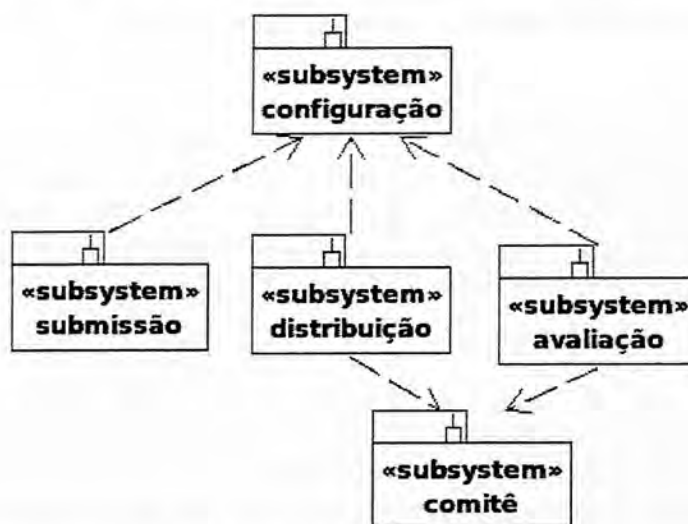 «subsystem»
configuração
«subsystem»
submissão
«subsystem»
distribuição
«subsystem»
avaliação
«subsystem»
comitê